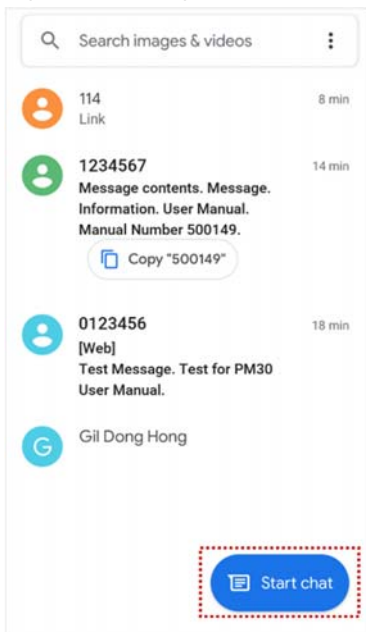 Search images & videos
114
8 min
Link
1234567
14 min
Message contents. Message.
Information. User Manual.
Manual Number 500149.
Copy "500149"
0123456
18 min
[Web]
Test Message. Test for PM30
User Manual.
G
Gil Dong Hong
Start chat